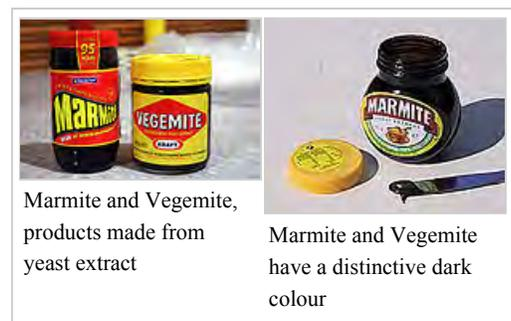 95
MARMITE
VEGEMITE
KRAFT
MARMITE
Marmite and Vegemite,
products made from
yeast extract
Marmite and Vegemite
have a distinctive dark
colour